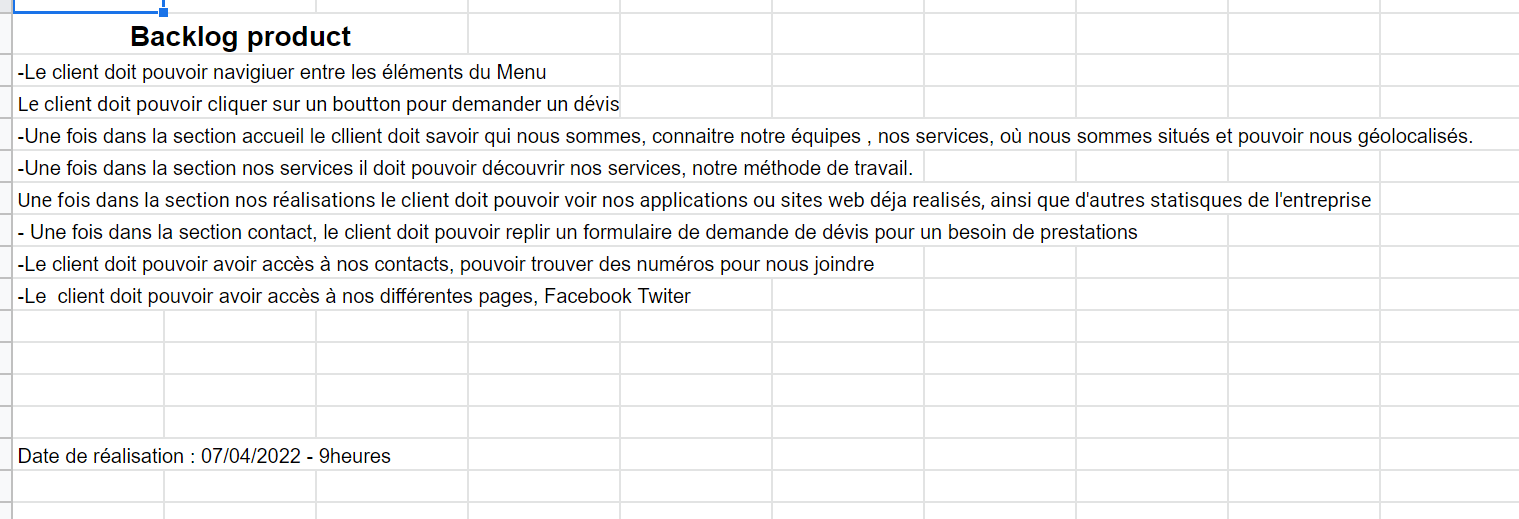 Backlog product
-Le client doit pouvoir navigiuer entre les éléments du Menu
Le client doit pouvoir cliquer sur un boutton pour demander un dévis
-Une fois dans la section accueil le cllient doit savoir qui nous sommes, connaitre notre équipes , nos services, où nous sommes situés et pouvoir nous géolocalisés.
-Une fois dans la section nos services il doit pouvoir découvrir nos services, notre méthode de travail.
Une fois dans la section nos réalisations le client doit pouvoir voir nos applications ou sites web déja realisés, ainsi que d'autres statisques de l'entreprise
- Une fois dans la section contact, le client doit pouvoir replir un formulaire de demande de dévis pour un besoin de prestations
-Le client doit pouvoir avoir accès à nos contacts, pouvoir trouver des numéros pour nous joindre
-Le  client doit pouvoir avoir accès à nos différentes pages, Facebook Twiter
Date de réalisation : 07/04/2022 - 9heures